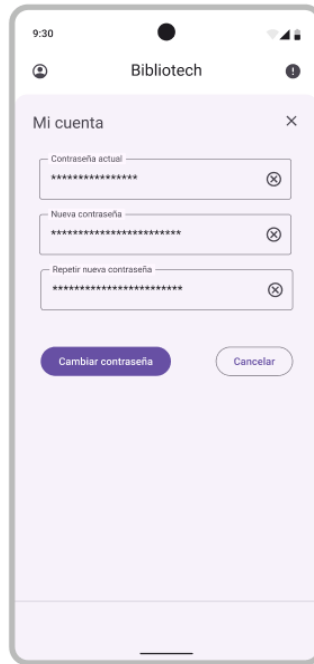 9:30
Bibliotech
Mi cuenta
Contraseña actual
****************
Nueva contraseña
************************
Repetir nueva contraseña
************************
Cambiar contraseña
Cancelar